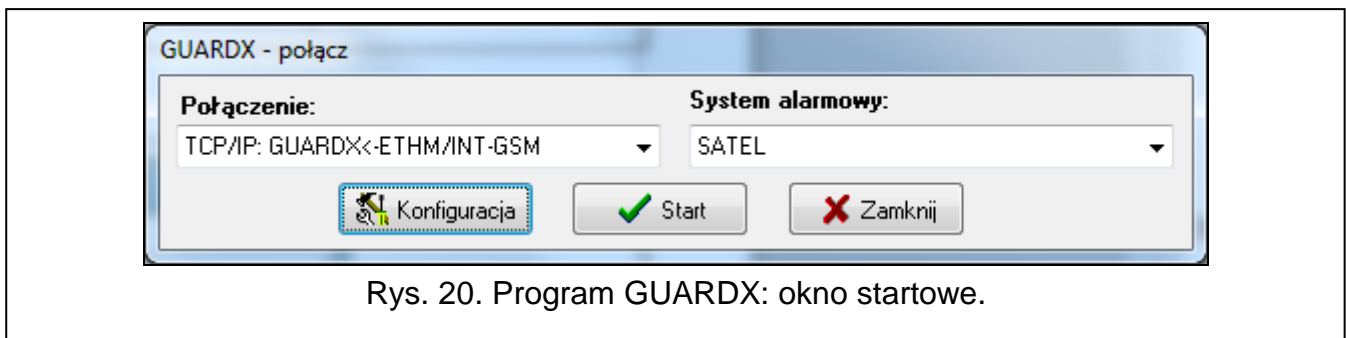 GUARDX - połącz
Połączenie: System alarmowy:
TCP/IP: GUARDX<-ETHM/INT-GSM SATEL
Konfiguracja Start Zamknij
Rys. 20. Program GUARDX: okno startowe.